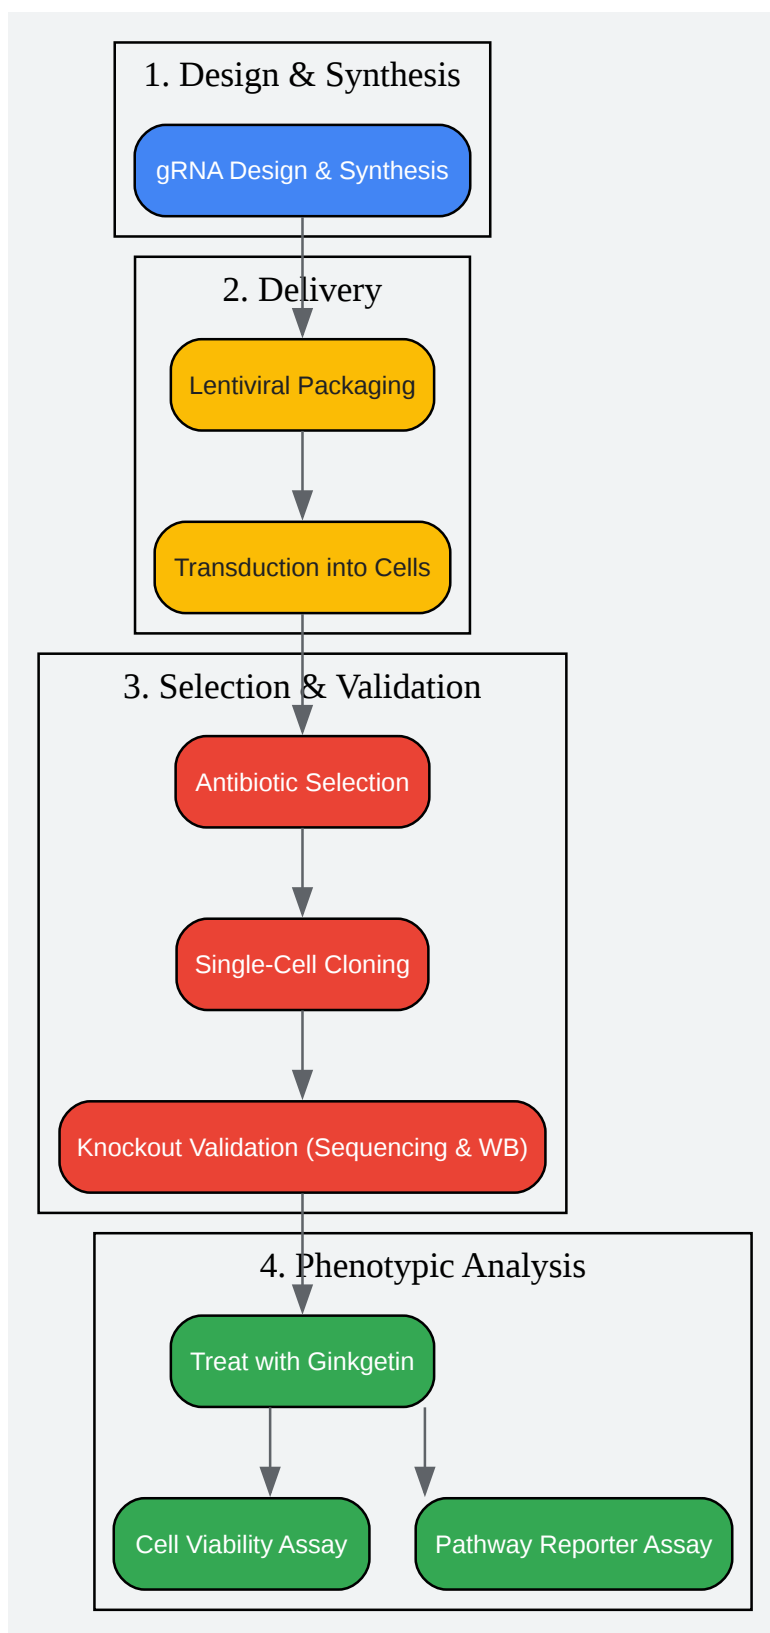 1. Design & Synthesis
gRNA Design & Synthesis
2. Delivery
Lentiviral Packaging
Transduction into Cells
3. Selection & Validation
Antibiotic Selection
Single-Cell Cloning
Knockout Validation (Sequencing & WB)
4. Phenotypic Analysis
Treat with Ginkgetin
Cell Viability Assay
Pathway Reporter Assay